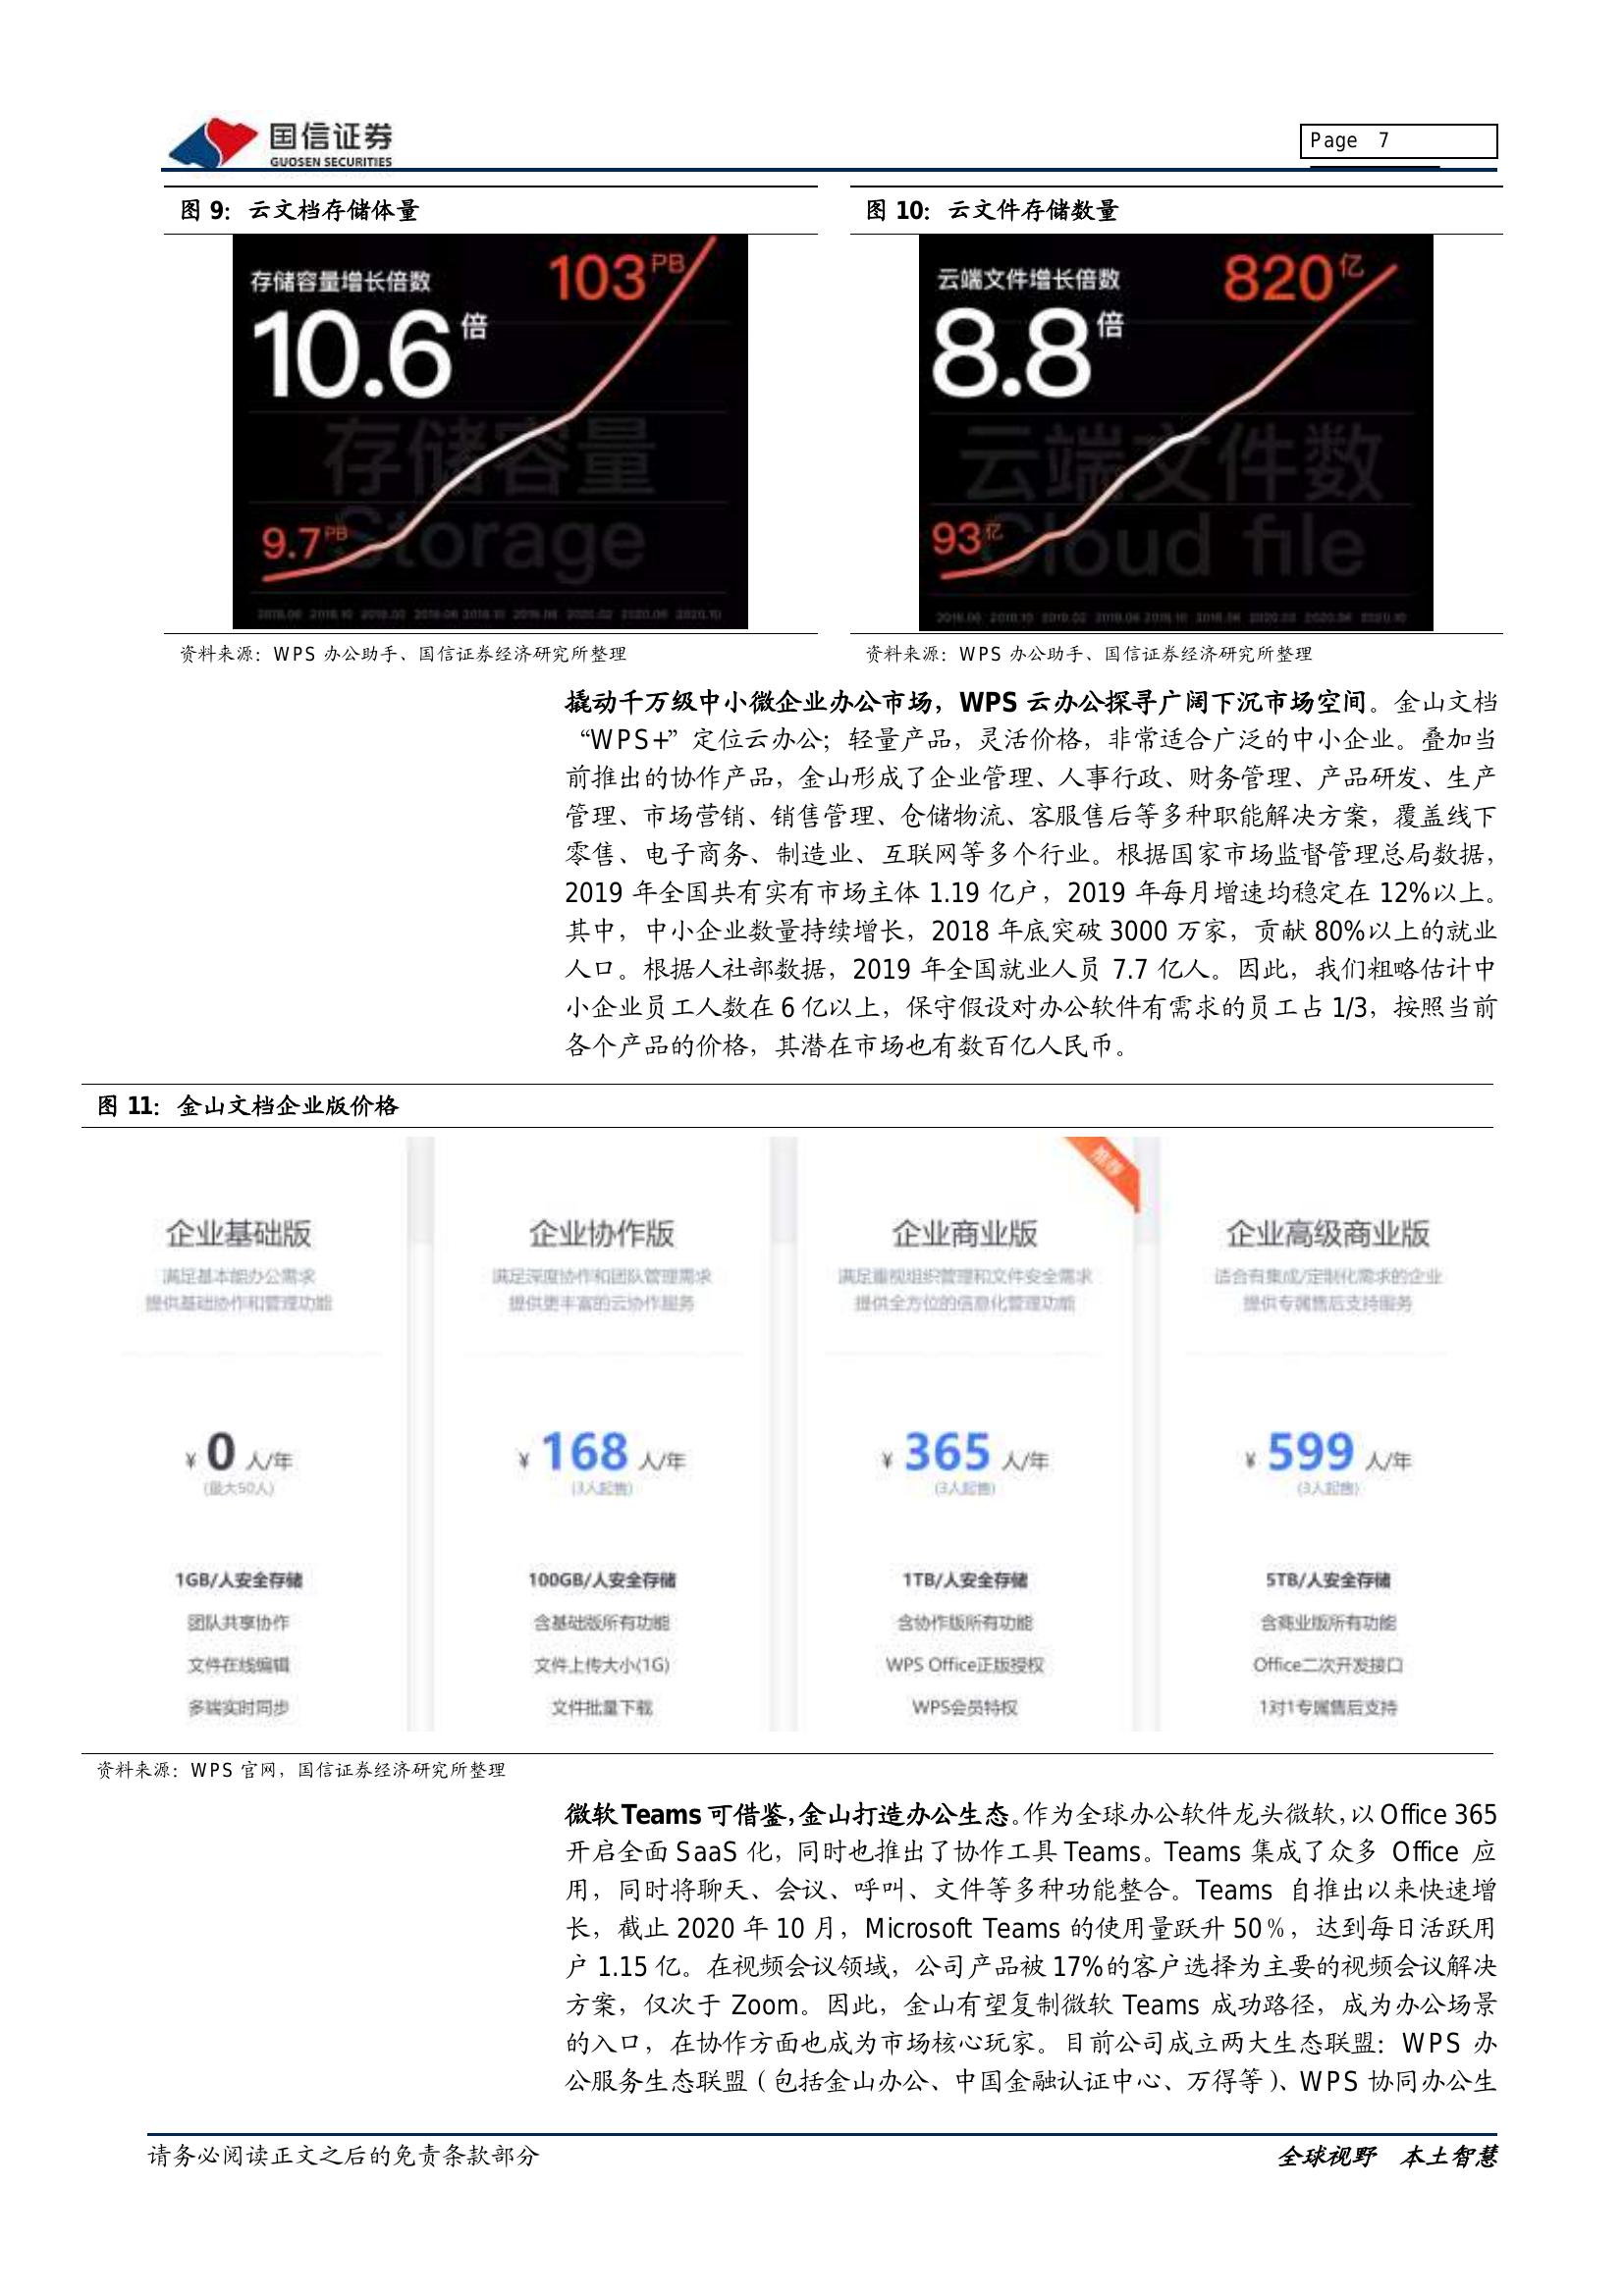 国信证券
GUOSEN SECURITIES
Page 7
图 9：云文档存储体量
图 10：云文件存储数量
存储容量增长倍数
10.6倍
103PB
9.7PB
存储容量
Storage
云端文件增长倍数
8.8倍
820亿
93亿
云端文件数
Cloud file
资料来源：WPS 办公助手、国信证券经济研究所整理
资料来源：WPS 办公助手、国信证券经济研究所整理
撬动千万级中小微企业办公市场，WPS 云办公探寻广阔下沉市场空间。金山文档
“WPS+”定位云办公；轻量产品，灵活价格，非常适合广泛的中小企业。叠加当
前推出的协作产品，金山形成了企业管理、人事行政、财务管理、产品研发、生产
管理、市场营销、销售管理、仓储物流、客服售后等多种职能解决方案，覆盖线下
零售、电子商务、制造业、互联网等多个行业。根据国家市场监督管理总局数据，
2019 年全国共有实有市场主体 1.19 亿户，2019 年每月增速均稳定在 12%以上。
其中，中小企业数量持续增长，2018 年底突破 3000 万家，贡献 80%以上的就业
人口。根据人社部数据，2019 年全国就业人员 7.7 亿人。因此，我们粗略估计中
小企业员工人数在 6 亿以上，保守假设对办公软件有需求的员工占 1/3，按照当前
各个产品的价格，其潜在市场也有数百亿人民币。
图 11：金山文档企业版价格
企业基础版
满足基本能办公需求
提供基础协作和管理功能
¥ 0 人/年
(最大50人)
1GB/人安全存储
团队共享协作
文件在线编辑
多端实时同步
企业协作版
满足深度协作和团队管理需求
提供更丰富的云协作服务
¥ 168 人/年
(3人起售)
100GB/人安全存储
含基础版所有功能
文件上传大小(1G)
文件批量下载
推荐
企业商业版
满足重视组织管理和文件安全需求
提供全方位的信息化管理功能
¥ 365 人/年
(3人起售)
1TB/人安全存储
含协作版所有功能
WPS Office正版授权
WPS会员特权
企业高级商业版
适合有集成/定制化需求的企业
提供专属售后支持服务
¥ 599 人/年
(3人起售)
5TB/人安全存储
含商业版所有功能
Office二次开发接口
1对1专属售后支持
资料来源：WPS 官网，国信证券经济研究所整理
微软 Teams 可借鉴，金山打造办公生态。作为全球办公软件龙头微软，以 Office 365
开启全面 SaaS 化，同时也推出了协作工具 Teams。Teams 集成了众多 Office 应
用，同时将聊天、会议、呼叫、文件等多种功能整合。Teams 自推出以来快速增
长，截止 2020 年 10 月，Microsoft Teams 的使用量跃升 50％，达到每日活跃用
户 1.15 亿。在视频会议领域，公司产品被 17%的客户选择为主要的视频会议解决
方案，仅次于 Zoom。因此，金山有望复制微软 Teams 成功路径，成为办公场景
的入口，在协作方面也成为市场核心玩家。目前公司成立两大生态联盟：WPS 办
公服务生态联盟（包括金山办公、中国金融认证中心、万得等）、WPS 协同办公生
请务必阅读正文之后的免责条款部分
全球视野 本土智慧